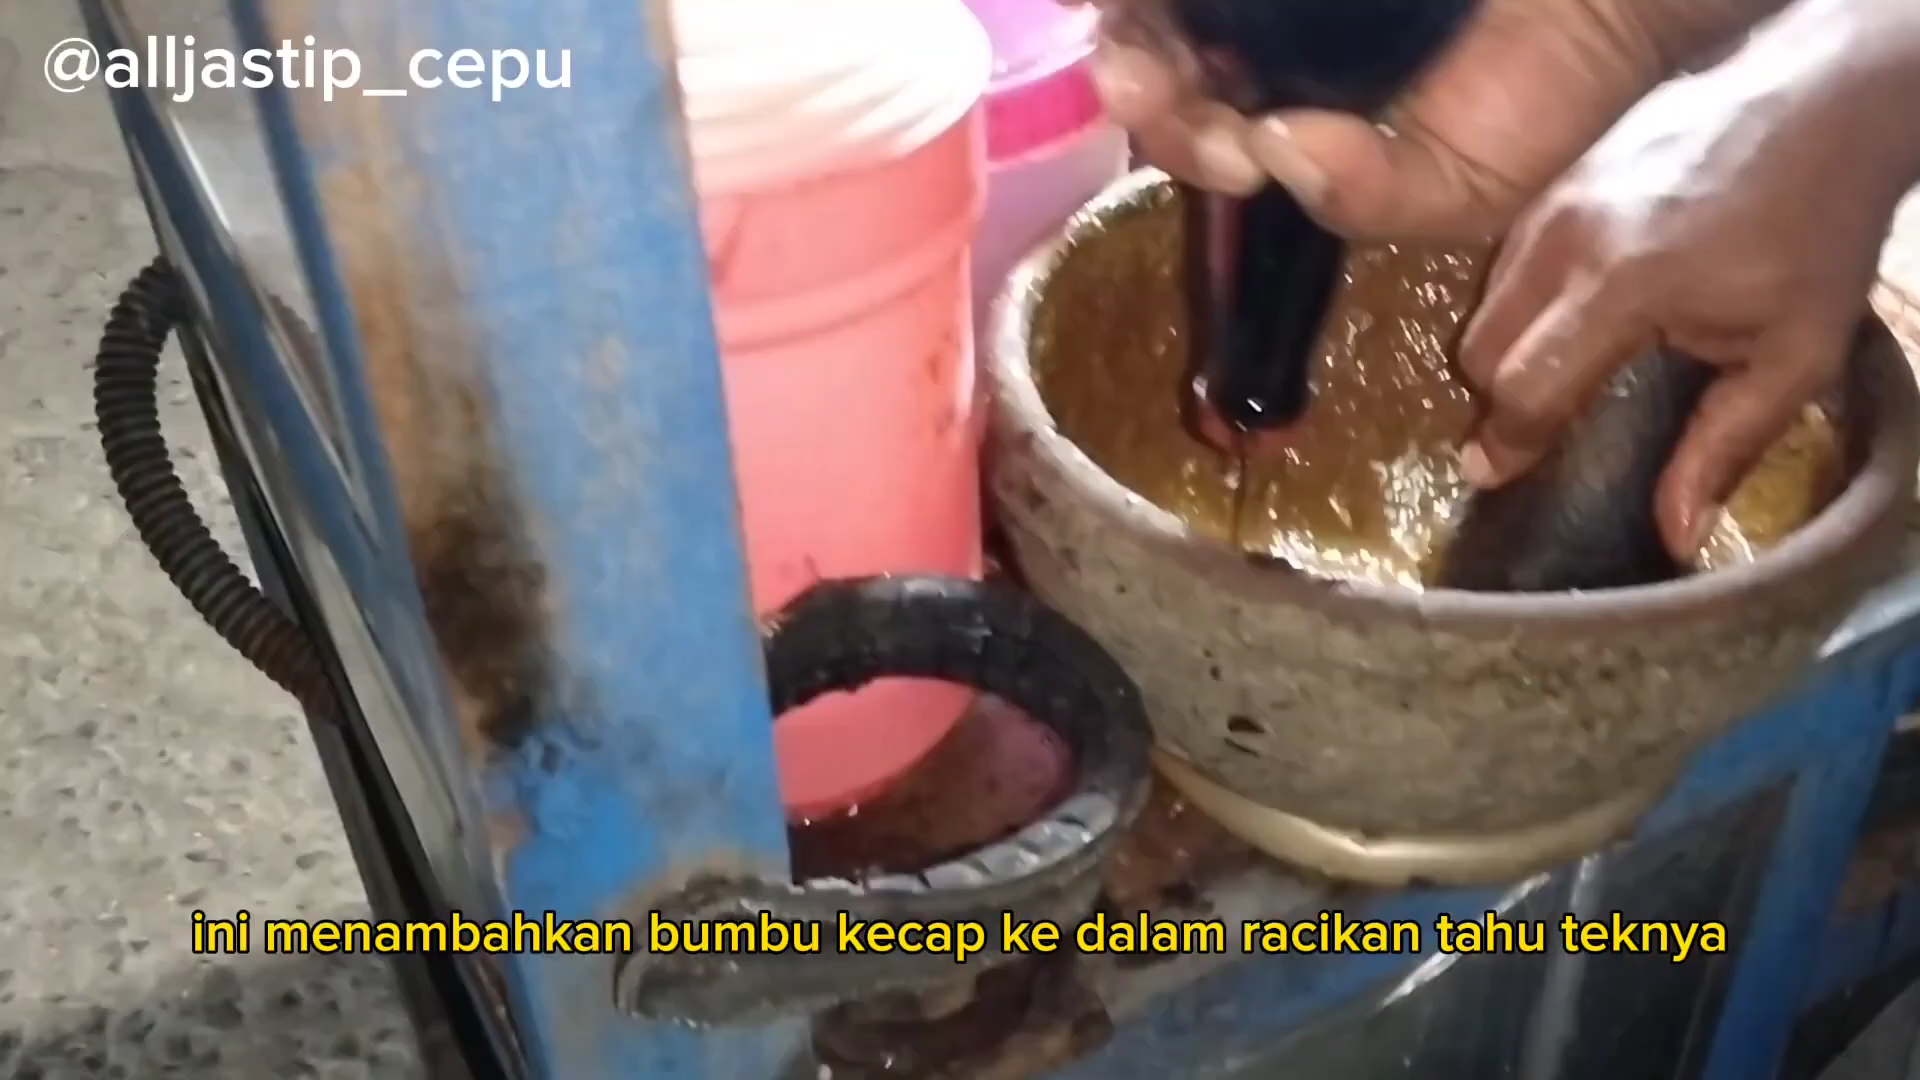 @alljastip_cepu
ini menambahkan bumbu kecap ke dalam racikan tahu teknya